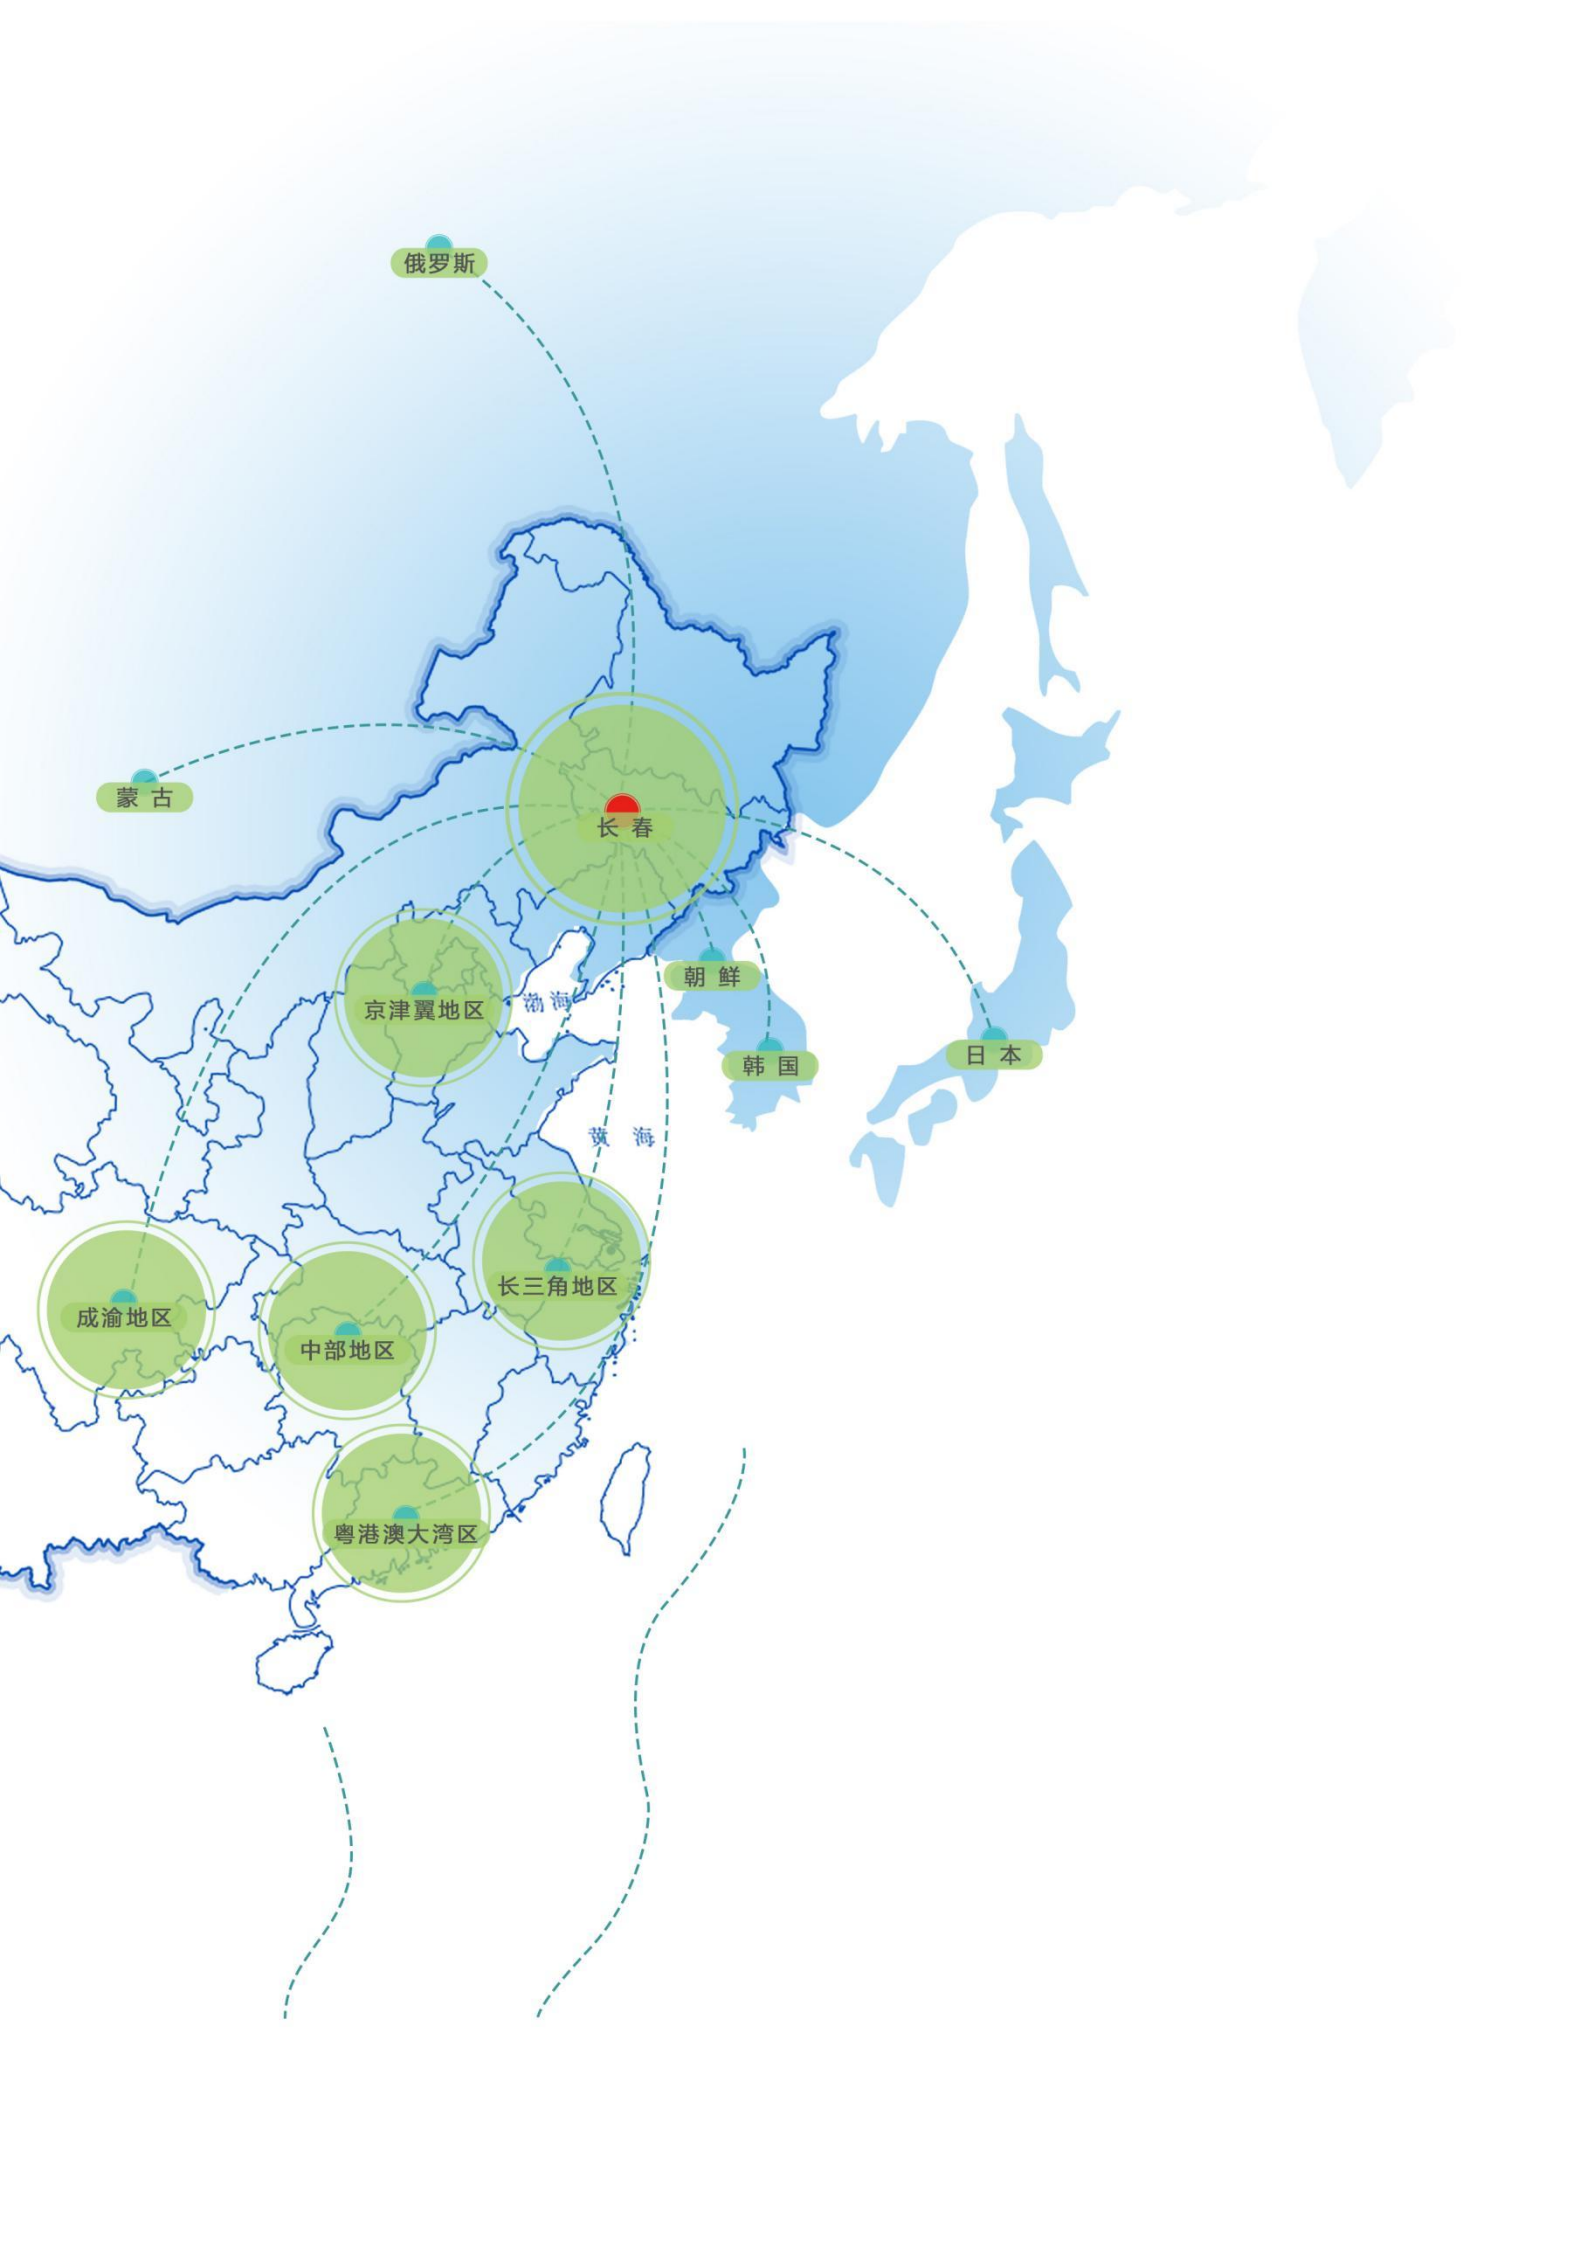 俄罗斯
蒙 古
长 春
朝 鲜
京津翼地区
渤 海
日 本
韩 国
黄 海
长三角地区
成渝地区
中部地区
粤港澳大湾区